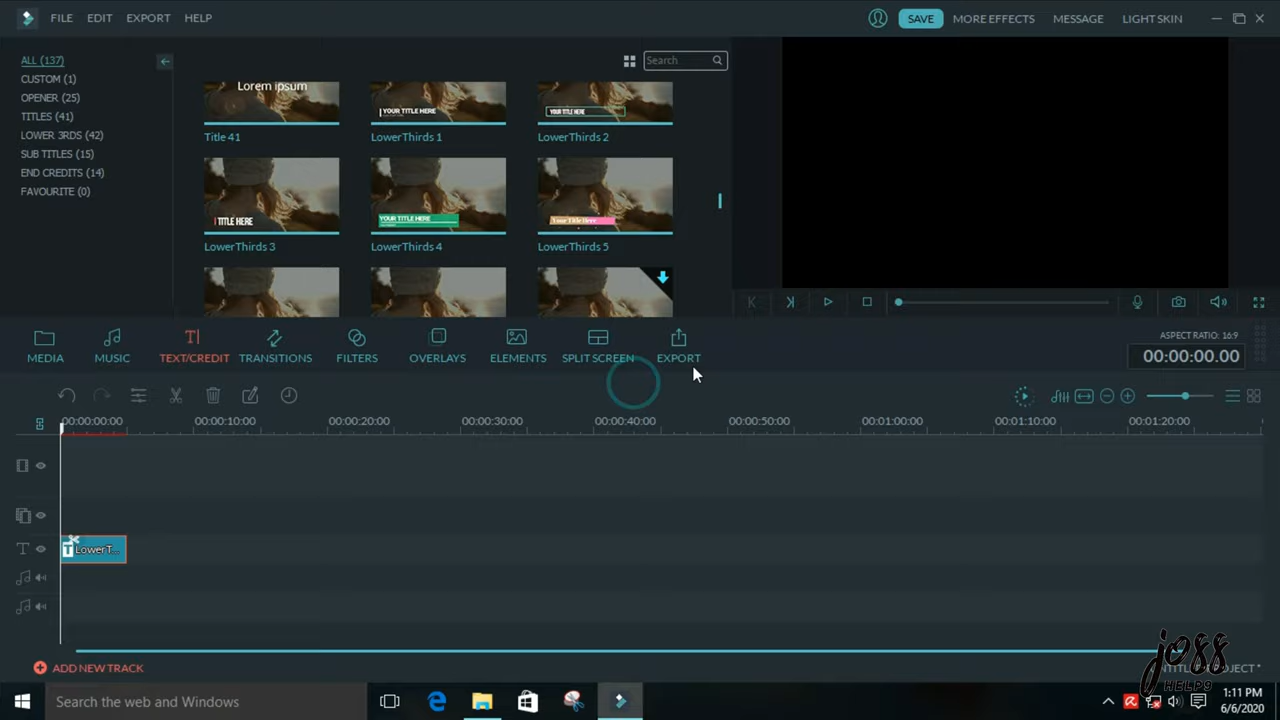 FILE EDIT EXPORT HELP SAVE MORE EFFECTS MESSAGE LIGHT SKIN
ALL (137)
CUSTOM (1)
OPENER (25)
TITLES (41)
LOWER 3RDS (42)
SUB TITLES (15)
END CREDITS (14)
FAVOURITE (0)
Search
Lorem ipsum
YOUR TITLE HERE
YOUR TITLE HERE
Title 41 LowerThirds 1 LowerThirds 2
TITLE HERE
YOUR TITLE HERE
Your Title Here
LowerThirds 3 LowerThirds 4 LowerThirds 5
MEDIA MUSIC TEXT/CREDIT TRANSITIONS FILTERS OVERLAYS ELEMENTS SPLIT SCREEN EXPORT
ASPECT RATIO: 16:9
00:00:00.00
00:00:00:00 00:00:10:00 00:00:20:00 00:00:30:00 00:00:40:00 00:00:50:00 00:01:00:00 00:01:10:00 00:01:20:00
T LowerT...
ADD NEW TRACK
PROJECT *
joss
HELP9
Search the web and Windows
1:11 PM
6/6/2020